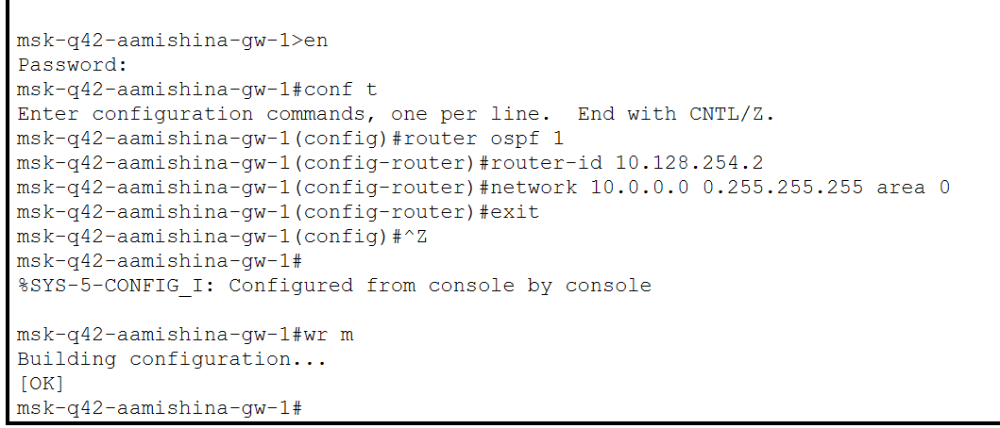 msk-q42-aamishina-gw-1>en
Password:
msk-q42-aamishina-gw-1#conf t
Enter configuration commands, one per line.  End with CNTL/Z.
msk-q42-aamishina-gw-1(config)#router ospf 1
msk-q42-aamishina-gw-1(config-router)#router-id 10.128.254.2
msk-q42-aamishina-gw-1(config-router)#network 10.0.0.0 0.255.255.255 area 0
msk-q42-aamishina-gw-1(config-router)#exit
msk-q42-aamishina-gw-1(config)#^Z
msk-q42-aamishina-gw-1#
%SYS-5-CONFIG_I: Configured from console by console
msk-q42-aamishina-gw-1#wr m
Building configuration...
[OK]
msk-q42-aamishina-gw-1#